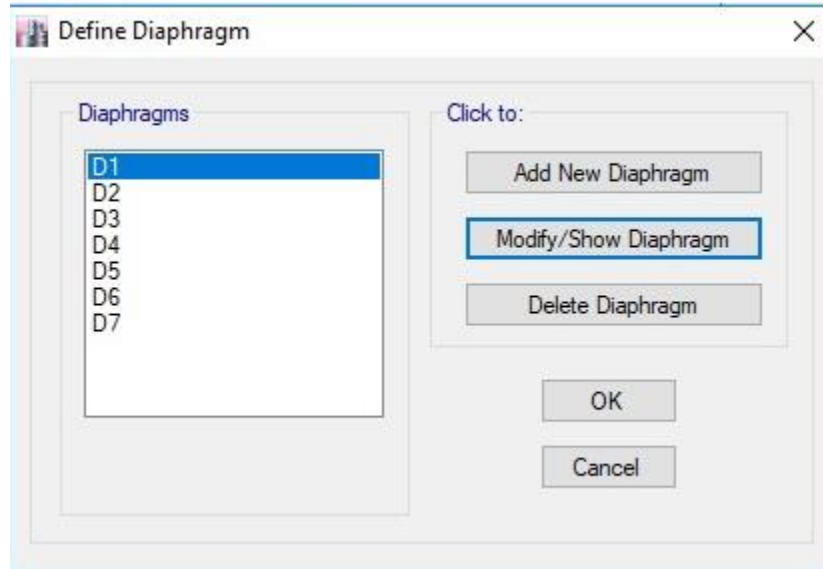 Define Diaphragm
Diaphragms
D1
D2
D3
D4
D5
D6
D7
Click to:
Add New Diaphragm
Modify/Show Diaphragm
Delete Diaphragm
OK
Cancel